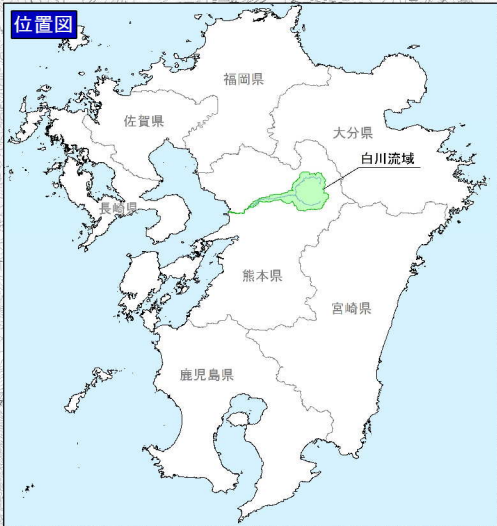 位置図
福岡県
佐賀県
大分県
白川流域
長崎県
熊本県
宮崎県
鹿児島県